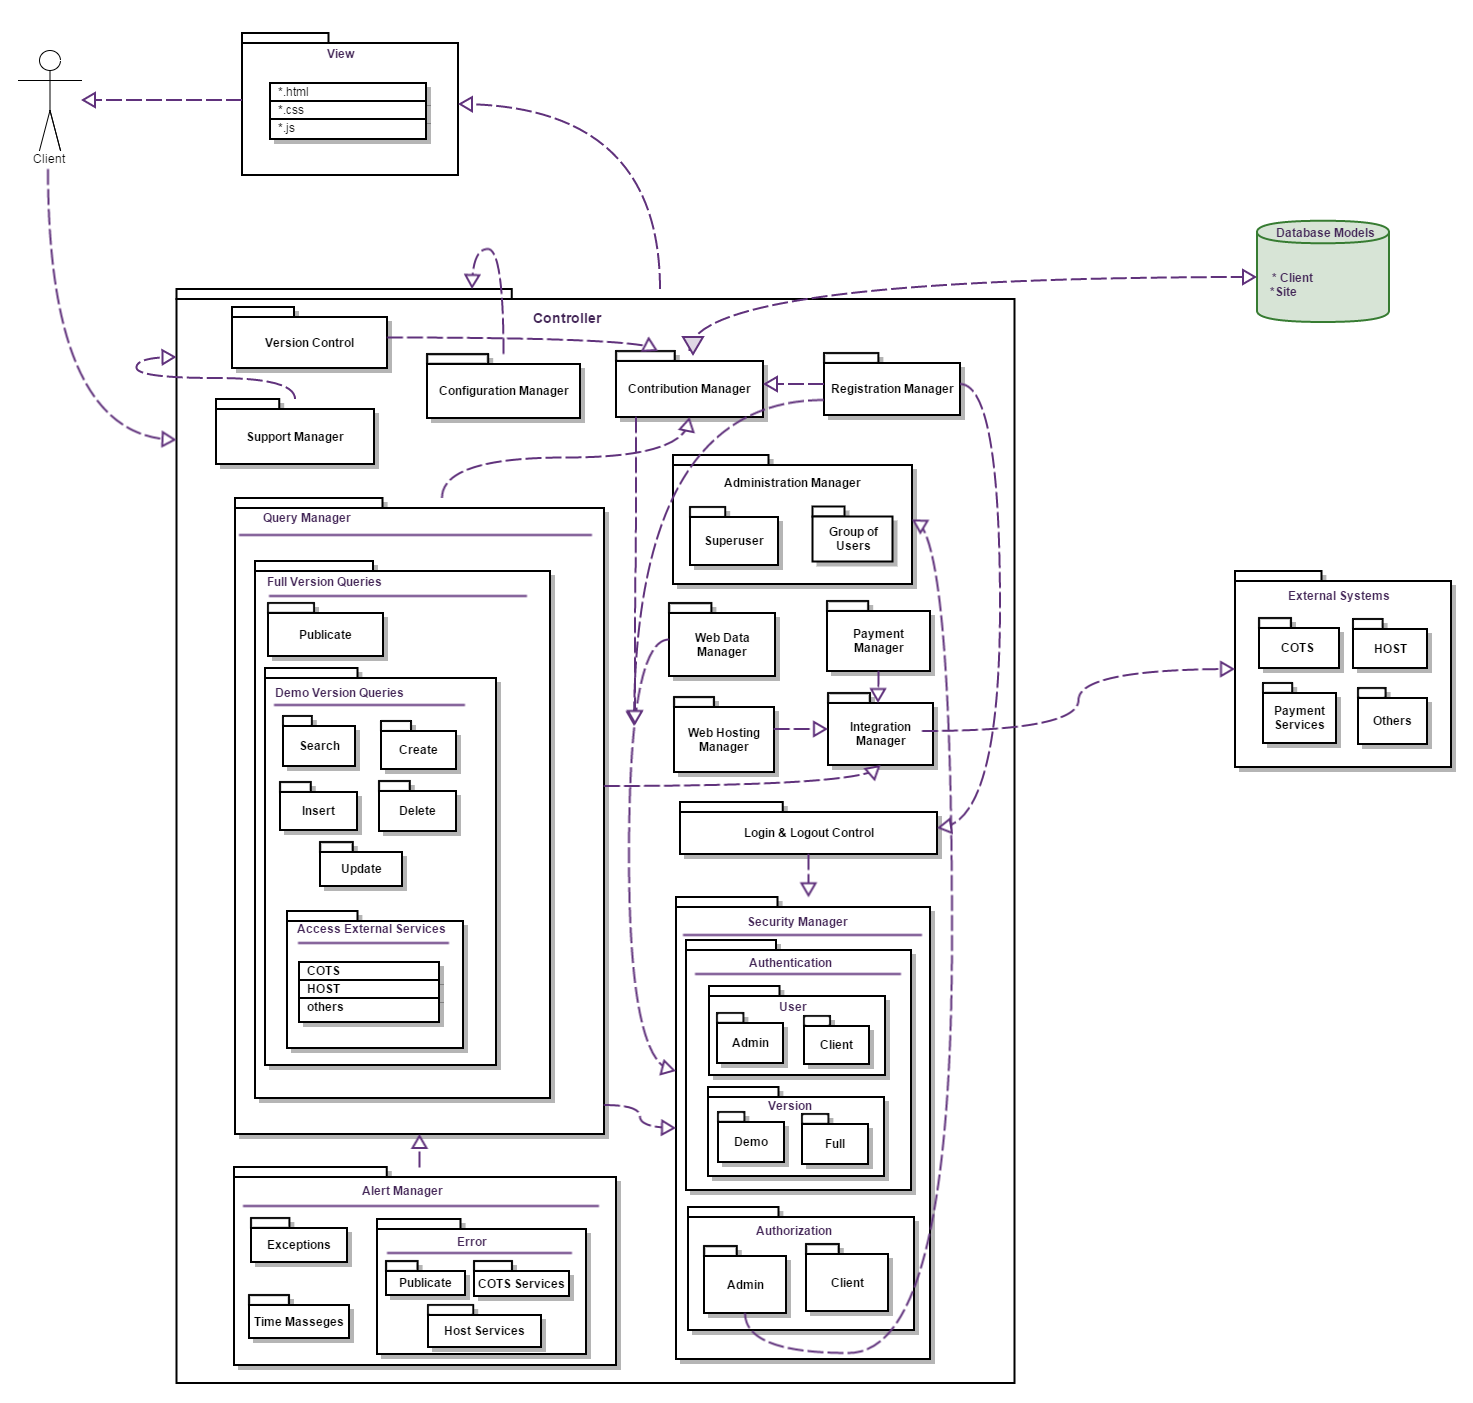 View
*.html
*.css
*.js
Client
Database Models
* Client
*Site
Controller
Version Control
Configuration Manager
Contribution Manager
Registration Manager
Support Manager
Administration Manager
Superuser
Group of
Users
Query Manager
Full Version Queries
Publicate
Demo Version Queries
Search
Create
Insert
Delete
Update
Access External Services
COTS
HOST
others
Web Data
Manager
Payment
Manager
Web Hosting
Manager
Integration
Manager
External Systems
COTS
HOST
Payment
Services
Others
Login & Logout Control
Security Manager
Authentication
User
Admin
Client
Version
Demo
Full
Authorization
Admin
Client
Alert Manager
Exceptions
Time Masseges
Error
Publicate
COTS Services
Host Services